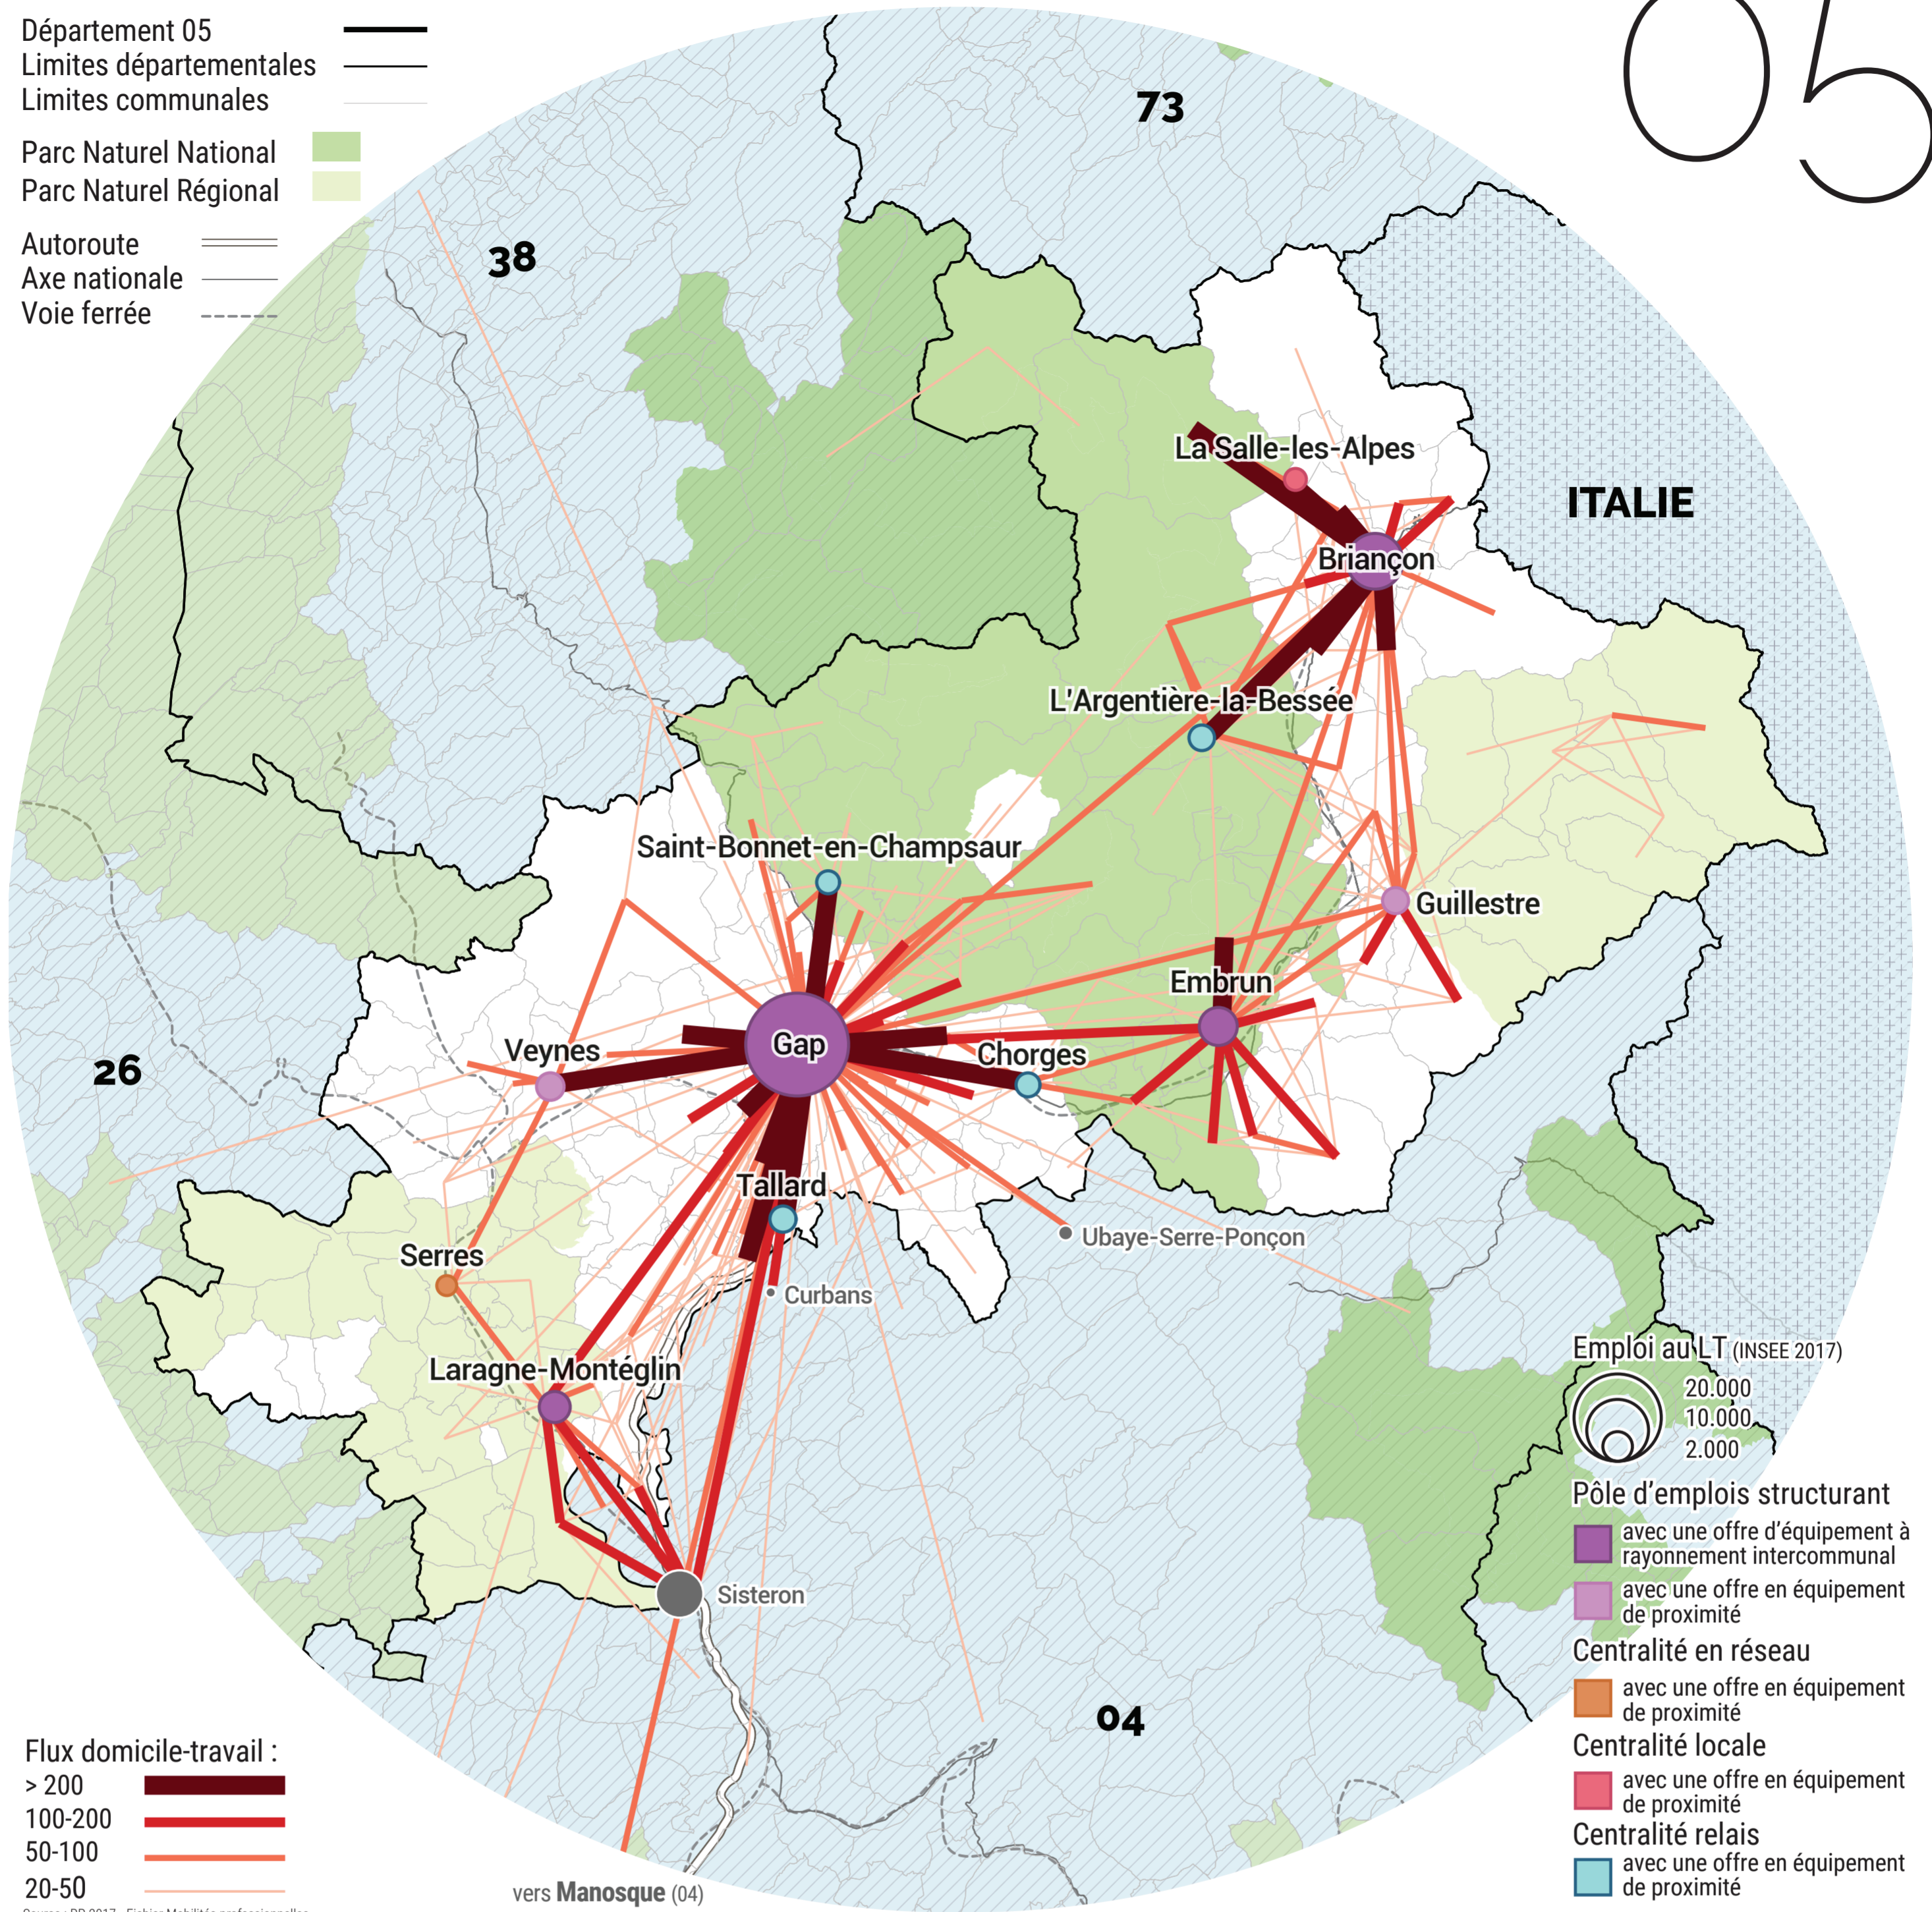 Département 05
Limites départementales
Limites communales
Parc Naturel National
Parc Naturel Régional
Autoroute
Axe nationale
Voie ferrée
05
73
38
ITALIE
La Salle-les-Alpes
Briançon
L'Argentière-la-Bessée
Saint-Bonnet-en-Champsaur
Guillestre
Embrun
Gap
Chorges
Veynes
26
Tallard
Ubaye-Serre-Ponçon
Serres
Curbans
Laragne-Montéglin
Sisteron
04
vers Manosque (04)
Emploi au LT (INSEE 2017)
20.000
10.000
2.000
Pôle d'emplois structurant
avec une offre d'équipement à
rayonnement intercommunal
avec une offre en équipement
de proximité
Centralité en réseau
avec une offre en équipement
de proximité
Centralité locale
avec une offre en équipement
de proximité
Centralité relais
avec une offre en équipement
de proximité
Flux domicile-travail :
> 200
100-200
50-100
20-50
Source : RP 2017 - Fichier Mobilités professionnelles